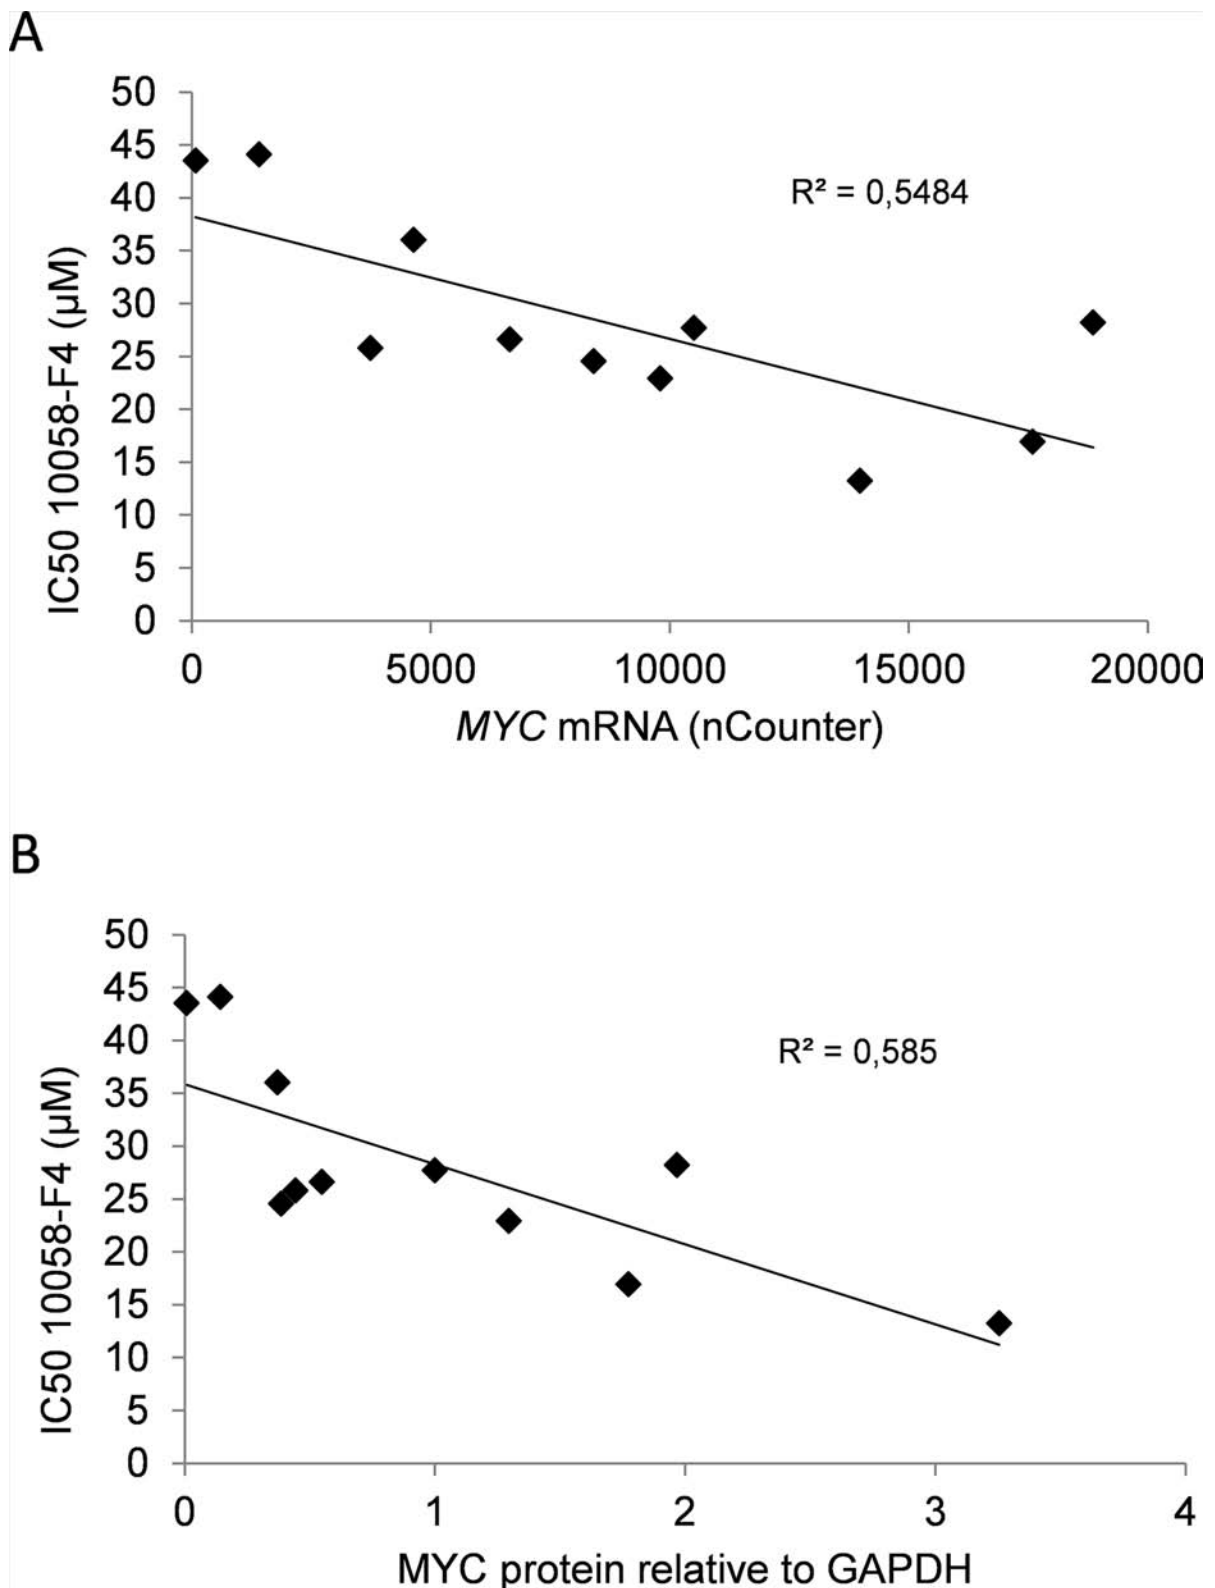 A
50
45
40
35
30
25
20
15
10
5
0
IC50 10058-F4 (µM)
R² = 0,5484
0 5000 10000 15000 20000
MYC mRNA (nCounter)
B
50
45
40
35
30
25
20
15
10
5
0
IC50 10058-F4 (µM)
R² = 0,585
0 1 2 3 4
MYC protein relative to GAPDH